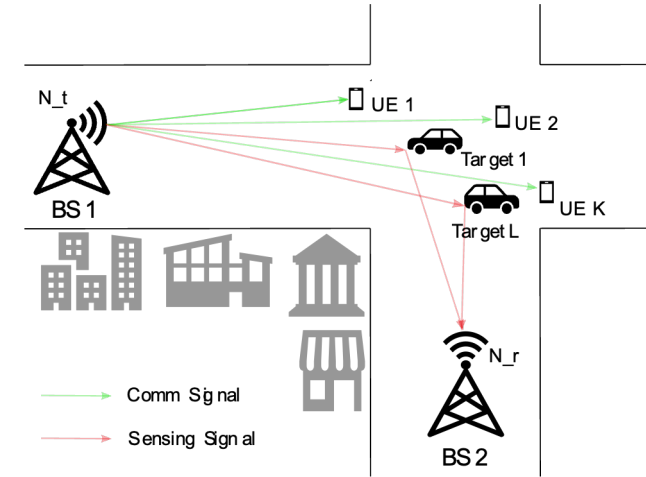 N_t
UE 1
UE 2
Target 1
UE K
BS 1
Target L
N_r
Comm Signal
Sensing Signal
BS 2